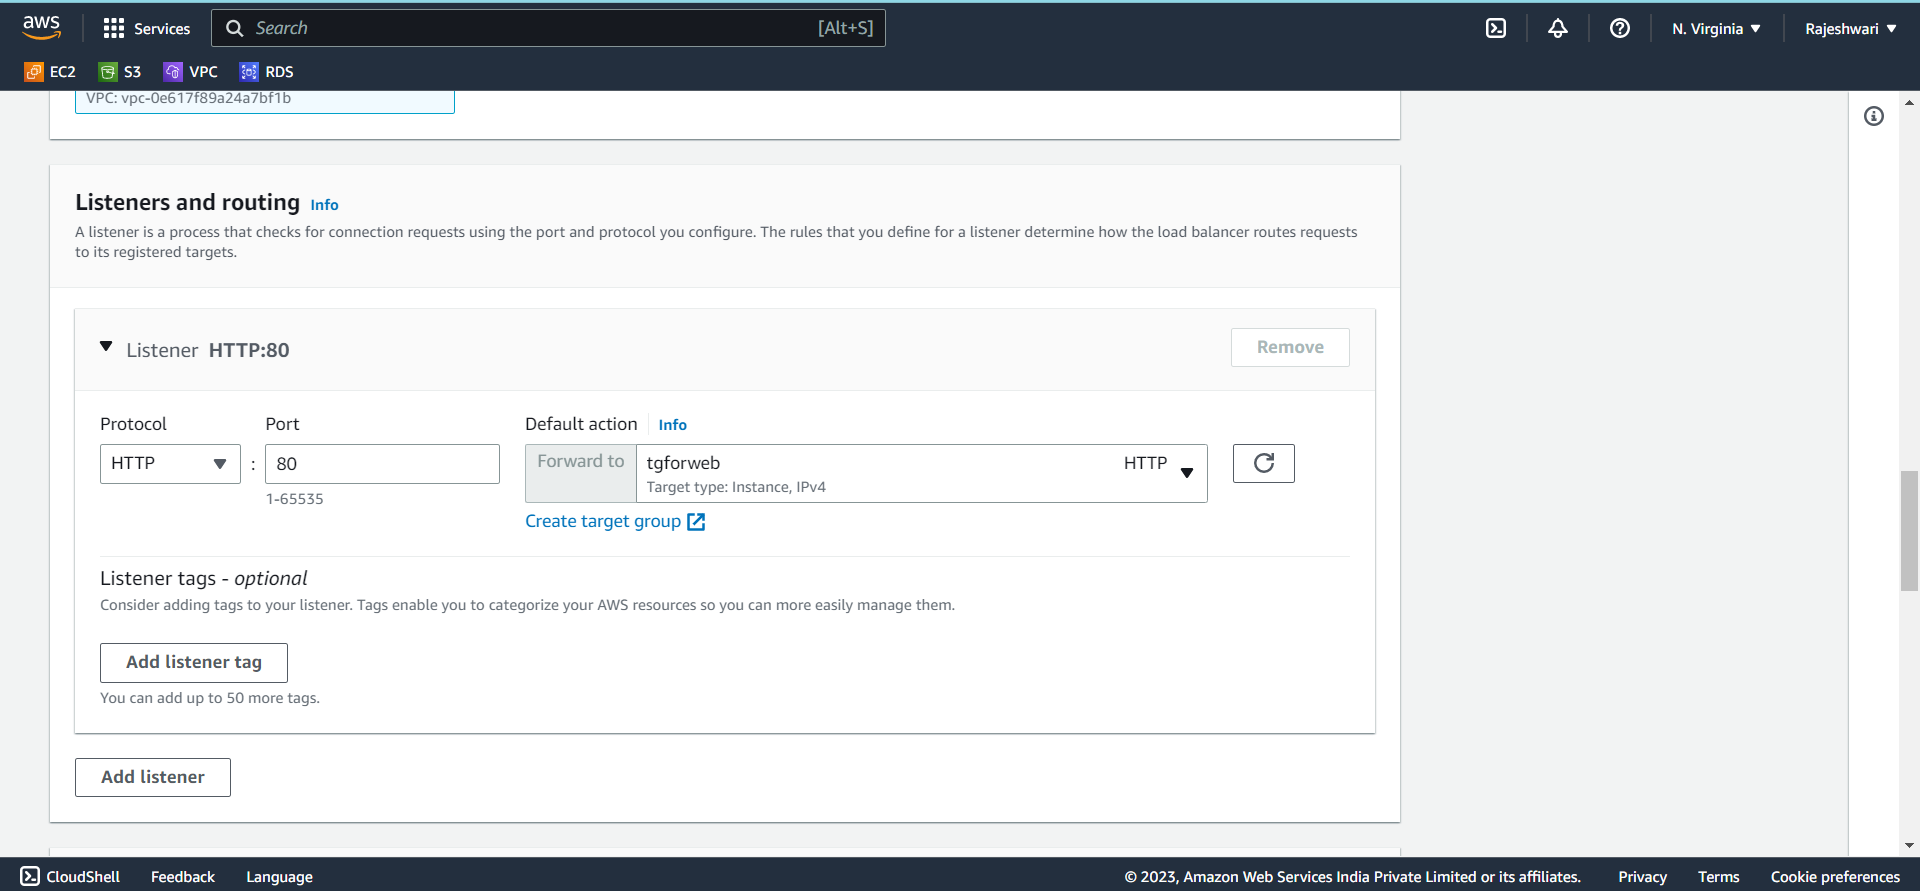 aws Services Search [Alt+S] N. Virginia Rajeshwari
EC2 S3 VPC RDS
VPC: vpc-0e617f89a24a7bf1b
Listeners and routing Info
A listener is a process that checks for connection requests using the port and protocol you configure. The rules that you define for a listener determine how the load balancer routes requests
to its registered targets.
Listener HTTP:80 Remove
Protocol Port Default action Info
HTTP : 80 Forward to tgforweb HTTP
1-65535 Target type: Instance, IPv4
Create target group
Listener tags - optional
Consider adding tags to your listener. Tags enable you to categorize your AWS resources so you can more easily manage them.
Add listener tag
You can add up to 50 more tags.
Add listener
CloudShell Feedback Language © 2023, Amazon Web Services India Private Limited or its affiliates. Privacy Terms Cookie preferences